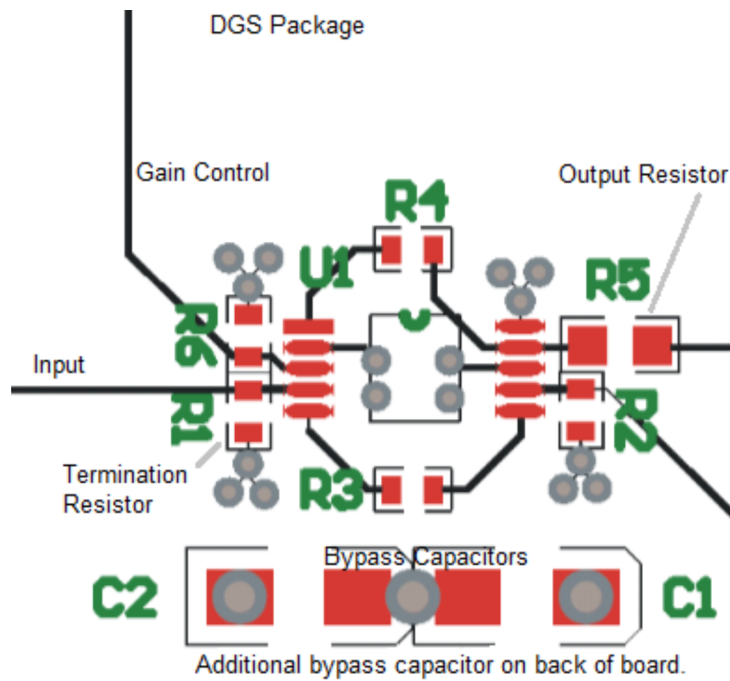 DGS Package
Gain Control
Output Resistor
R4
U1
R5
R6
Input
R1
R2
Termination
Resistor
R3
Bypass Capacitors
C2
C1
Additional bypass capacitor on back of board.